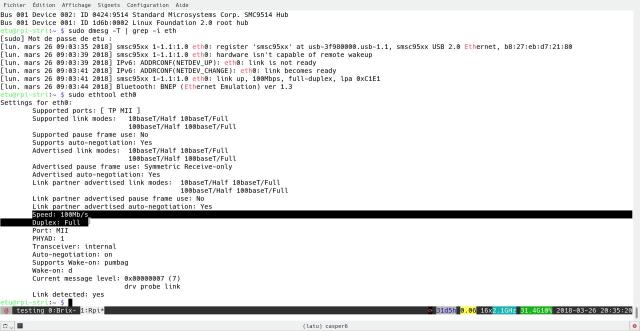 Fichier Édition Affichage Signets Configuration Aide
Bus 001 Device 002: ID 0424:9514 Standard Microsystems Corp. SMC9514 Hub
Bus 001 Device 001: ID 1d6b:0002 Linux Foundation 2.0 root hub
etu@rpi-stri:~ $ sudo dmesg -T | grep -i eth
[sudo] Mot de passe de etu :
[lun. mars 26 09:03:35 2018] smsc95xx 1-1.1:1.0 eth0: register 'smsc95xx' at usb-3f980000.usb-1.1, smsc95xx USB 2.0 Ethernet, b8:27:eb:d7:21:80
[lun. mars 26 09:03:39 2018] smsc95xx 1-1.1:1.0 eth0: hardware isn't capable of remote wakeup
[lun. mars 26 09:03:39 2018] IPv6: ADDRCONF(NETDEV_UP): eth0: link is not ready
[lun. mars 26 09:03:41 2018] IPv6: ADDRCONF(NETDEV_CHANGE): eth0: link becomes ready
[lun. mars 26 09:03:41 2018] smsc95xx 1-1.1:1.0 eth0: link up, 100Mbps, full-duplex, lpa 0xC1E1
[lun. mars 26 09:03:44 2018] Bluetooth: BNEP (Ethernet Emulation) ver 1.3
etu@rpi-stri:~ $ sudo ethtool eth0
Settings for eth0:
Supported ports: [ TP MII ]
Supported link modes: 10baseT/Half 10baseT/Full
100baseT/Half 100baseT/Full
Supported pause frame use: No
Supports auto-negotiation: Yes
Advertised link modes: 10baseT/Half 10baseT/Full
100baseT/Half 100baseT/Full
Advertised pause frame use: Symmetric Receive-only
Advertised auto-negotiation: Yes
Link partner advertised link modes: 10baseT/Half 10baseT/Full
100baseT/Half 100baseT/Full
Link partner advertised pause frame use: No
Link partner advertised auto-negotiation: Yes
Speed: 100Mb/s
Duplex: Full
Port: MII
PHYAD: 1
Transceiver: internal
Auto-negotiation: on
Supports Wake-on: pumbag
Wake-on: d
Current message level: 0x00000007 (7)
drv probe link
Link detected: yes
etu@rpi-stri:~ $
testing 0:Brix- 1:Rpi* 31d5h 0.06 16x2.1GHz 31.4G10% 2018-03-26 20:35:20
(latu) casper6